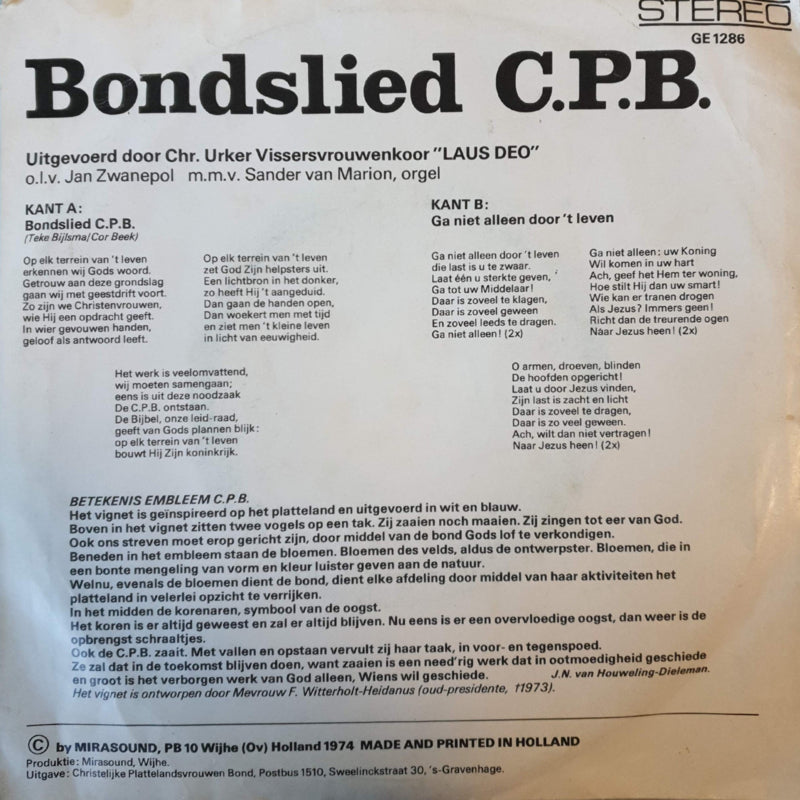 STEREO
GE 1286
Bondslied C.P.B.
Uitgevoerd door Chr. Urker Vissersvrouwenkoor "LAUS DEO"
o.l.v. Jan Zwanepol m.m.v. Sander van Marion, orgel
KANT A:
Bondslied C.P.B.
(Teke Bijlsma/Cor Beek)
Op elk terrein van 't leven
erkennen wij Gods woord.
Getrouw aan deze grondslag
gaan wij met geestdrift voort.
Zo zijn we Christenvrouwen,
wie Hij een opdracht geeft.
In wier gevouwen handen,
geloof als antwoord leeft.
Op elk terrein van 't leven
zet God Zijn helpsters uit.
Een lichtbron in het donker,
zo heeft Hij 't aangeduid.
Dan gaan de handen open,
Dan woekert men met tijd
en ziet men 't kleine leven
in licht van eeuwigheid.
Het werk is veelomvattend,
wij moeten samengaan;
eens is uit deze noodzaak
De C.P.B. ontstaan.
De Bijbel, onze leid-raad,
geeft van Gods plannen blijk:
op elk terrein van 't leven
bouwt Hij Zijn koninkrijk.
KANT B:
Ga niet alleen door 't leven
Ga niet alleen door 't leven
die last is u te zwaar.
Laat één u sterkte geven,
Ga tot uw Middelaar!
Daar is zoveel te klagen,
Daar is zoveel geween
En zoveel leeds te dragen.
Ga niet alleen! (2x)
Ga niet alleen: uw Koning
Wil komen in uw hart
Ach, geef het Hem ter woning,
Hoe stilt Hij dan uw smart!
Wie kan er tranen drogen
Als Jezus? Immers geen!
Richt dan de treurende ogen
Naar Jezus heen! (2x)
O armen, droeven, blinden
De hoofden opgericht!
Laat u door Jezus vinden,
Zijn last is zacht en licht
Daar is zoveel te dragen,
Daar is zo veel geween.
Ach, wilt dan niet vertragen!
Naar Jezus heen! (2x)
BETEKENIS EMBLEEM C.P.B.
Het vignet is geïnspireerd op het platteland en uitgevoerd in wit en blauw.
Boven in het vignet zitten twee vogels op een tak. Zij zaaien noch maaien. Zij zingen tot eer van God.
Ook ons streven moet erop gericht zijn, door middel van de bond Gods lof te verkondigen.
Beneden in het embleem staan de bloemen. Bloemen des velds, aldus de ontwerpster. Bloemen, die in
een bonte mengeling van vorm en kleur luister geven aan de natuur.
Welnu, evenals de bloemen dient de bond, dient elke afdeling door middel van haar aktiviteiten het
platteland in velerlei opzicht te verrijken.
In het midden de korenaren, symbool van de oogst.
Het koren is er altijd geweest en zal er altijd blijven. Nu eens is er een overvloedige oogst, dan weer is de
opbrengst schraaltjes.
Ook de C.P.B. zaait. Met vallen en opstaan vervult zij haar taak, in voor- en tegenspoed.
Ze zal dat in de toekomst blijven doen, want zaaien is een need'rig werk dat in ootmoedigheid geschiede
en groot is het verborgen werk van God alleen, Wiens wil geschiede. J.N. van Houweling-Dieleman.
Het vignet is ontworpen door Mevrouw F. Witterholt-Heidanus (oud-presidente, †1973).
© by MIRASOUND, PB 10 Wijhe (Ov) Holland 1974 MADE AND PRINTED IN HOLLAND
Produktie: Mirasound, Wijhe.
Uitgave: Christelijke Plattelandsvrouwen Bond, Postbus 1510, Sweelinckstraat 30, 's-Gravenhage.